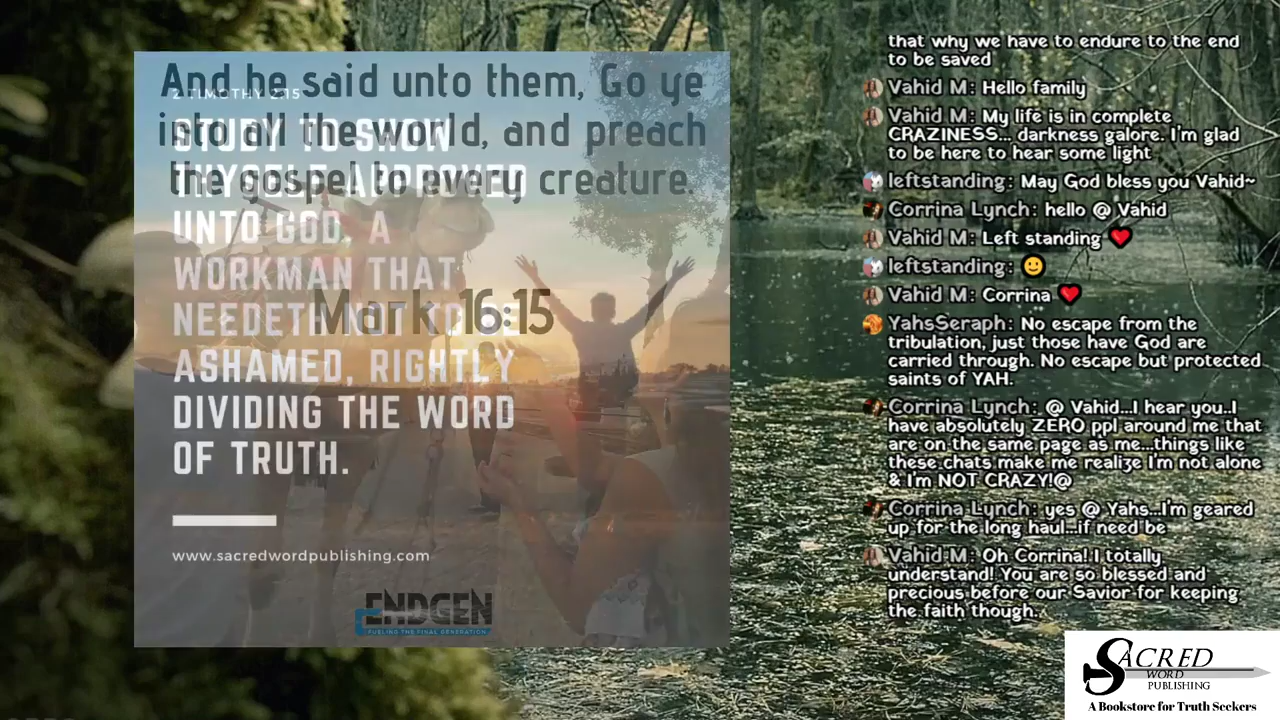 And he said unto them, Go ye
into all the world, and preach
the gospel to every creature.
Mark 16:15
2 TIMOTHY 2:15
STUDY TO SHOW
THYSELF APPROVED
UNTO GOD, A
WORKMAN THAT
NEEDETH NOT TO BE
ASHAMED, RIGHTLY
DIVIDING THE WORD
OF TRUTH.
www.sacredwordpublishing.com
ENDGEN
FUELING THE FINAL GENERATION
that why we have to endure to the end
to be saved
Vahid M: Hello family
Vahid M: My life is in complete
CRAZINESS... darkness galore. I'm glad
to be here to hear some light
leftstanding: May God bless you Vahid~
Corrina Lynch: hello @ Vahid
Vahid M: Left standing ❤️
leftstanding: 🙂
Vahid M: Corrina ❤️
YahsSeraph: No escape from the
tribulation, just those have God are
carried through. No escape but protected
saints of YAH.
Corrina Lynch: @ Vahid...I hear you..I
have absolutely ZERO ppl around me that
are on the same page as me...things like
these chats make me realize I'm not alone
& I'm NOT CRAZY!@
Corrina Lynch: yes @ Yahs...I'm geared
up for the long haul...if need be
Vahid M: Oh Corrina! I totally
understand! You are so blessed and
precious before our Savior for keeping
the faith though.
SACRED
WORD
PUBLISHING
A Bookstore for Truth Seekers